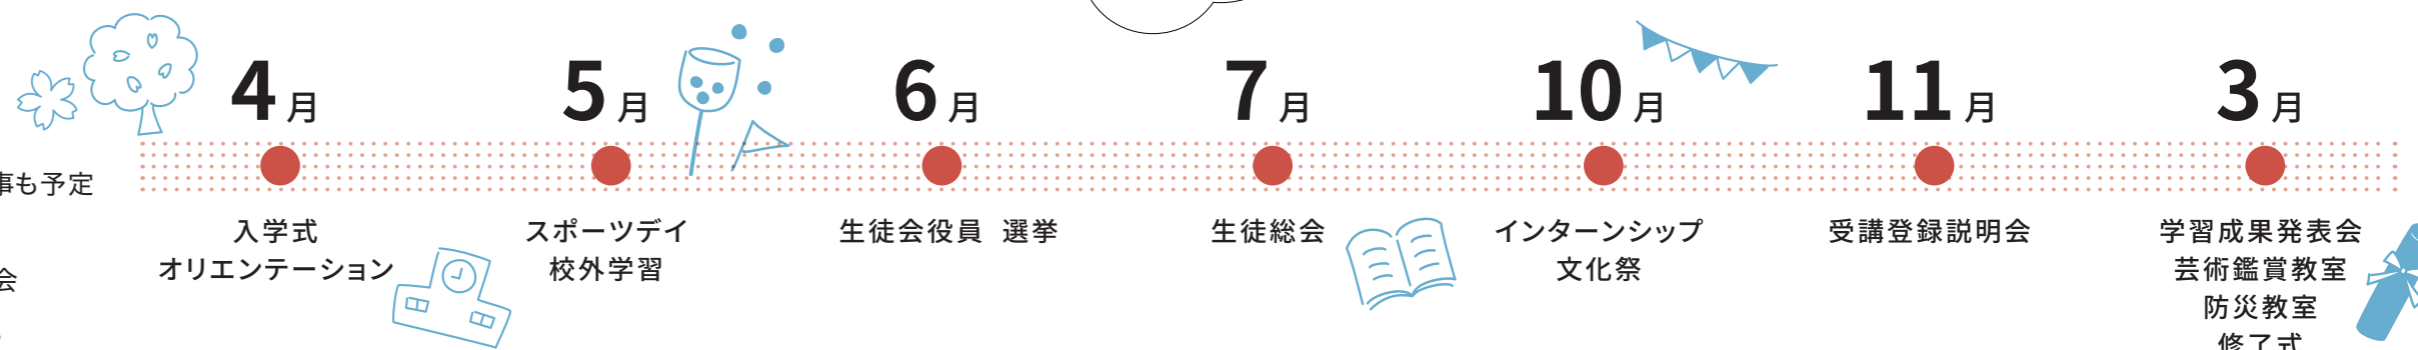 4月
5月
6月
7月
10月
11月
3月
事も予定
会
入学式
オリエンテーション
スポーツデイ
校外学習
生徒会役員 選挙
生徒総会
インターンシップ
文化祭
受講登録説明会
学習成果発表会
芸術鑑賞教室
防災教室
修了式